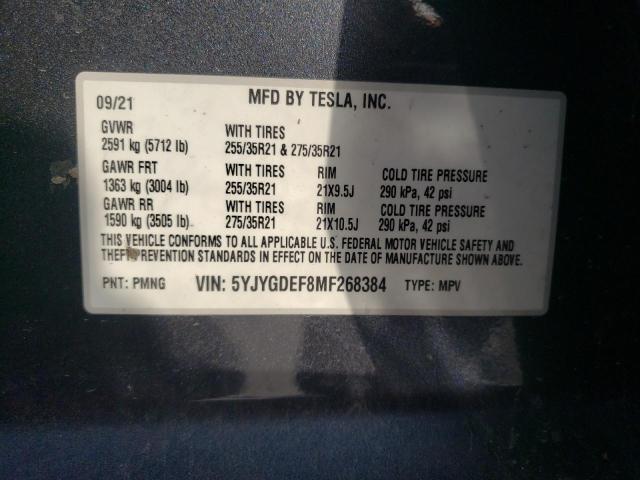 09/21 MFD BY TESLA, INC.
GVWR WITH TIRES
2591 kg (5712 lb) 255/35R21 & 275/35R21
GAWR FRT WITH TIRES RIM COLD TIRE PRESSURE
1363 kg (3004 lb) 255/35R21 21X9.5J 290 kPa, 42 psi
GAWR RR WITH TIRES RIM COLD TIRE PRESSURE
1590 kg (3505 lb) 275/35R21 21X10.5J 290 kPa, 42 psi
THIS VEHICLE CONFORMS TO ALL APPLICABLE U.S. FEDERAL MOTOR VEHICLE SAFETY AND
THEFT PREVENTION STANDARDS IN EFFECT ON THE DATE OF MANUFACTURE SHOWN ABOVE.
PNT: PMNG VIN: 5YJYGDEF8MF268384 TYPE: MPV